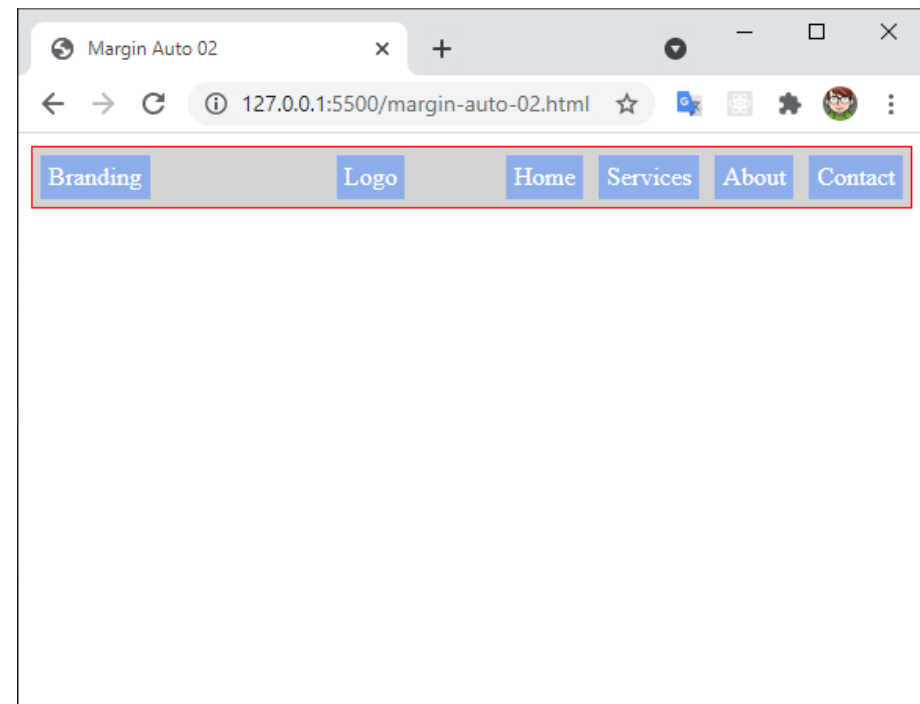 Margin Auto 02
127.0.0.1:5500/margin-auto-02.html
Branding Logo Home Services About Contact